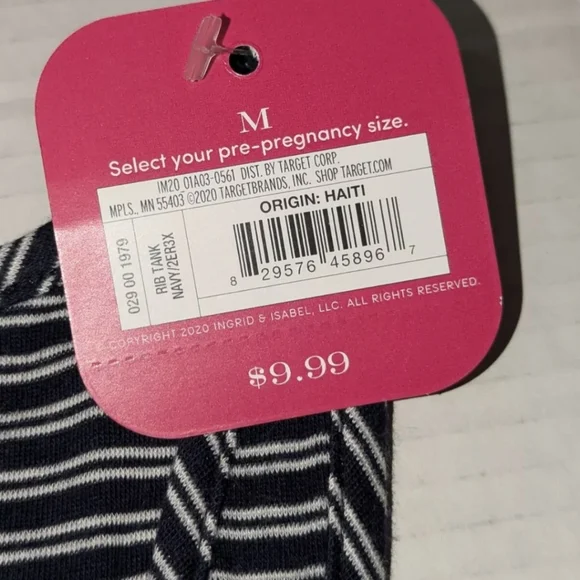 M
Select your pre-pregnancy size.
IM20 01A03-0561 DIST. BY TARGET CORP.
MPLS., MN 55403 ©2020 TARGETBRANDS, INC. SHOP TARGET.COM
029 00 1979
RIB TANK
NAVY/2ER3X
ORIGIN: HAITI
8 29576 45896 7
COPYRIGHT 2020 INGRID & ISABEL, LLC. ALL RIGHTS RESERVED.
$9.99